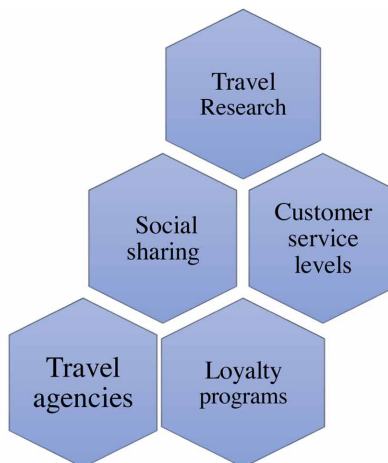 Travel
Research
Social
sharing
Customer
service
levels
Travel
agencies
Loyalty
programs